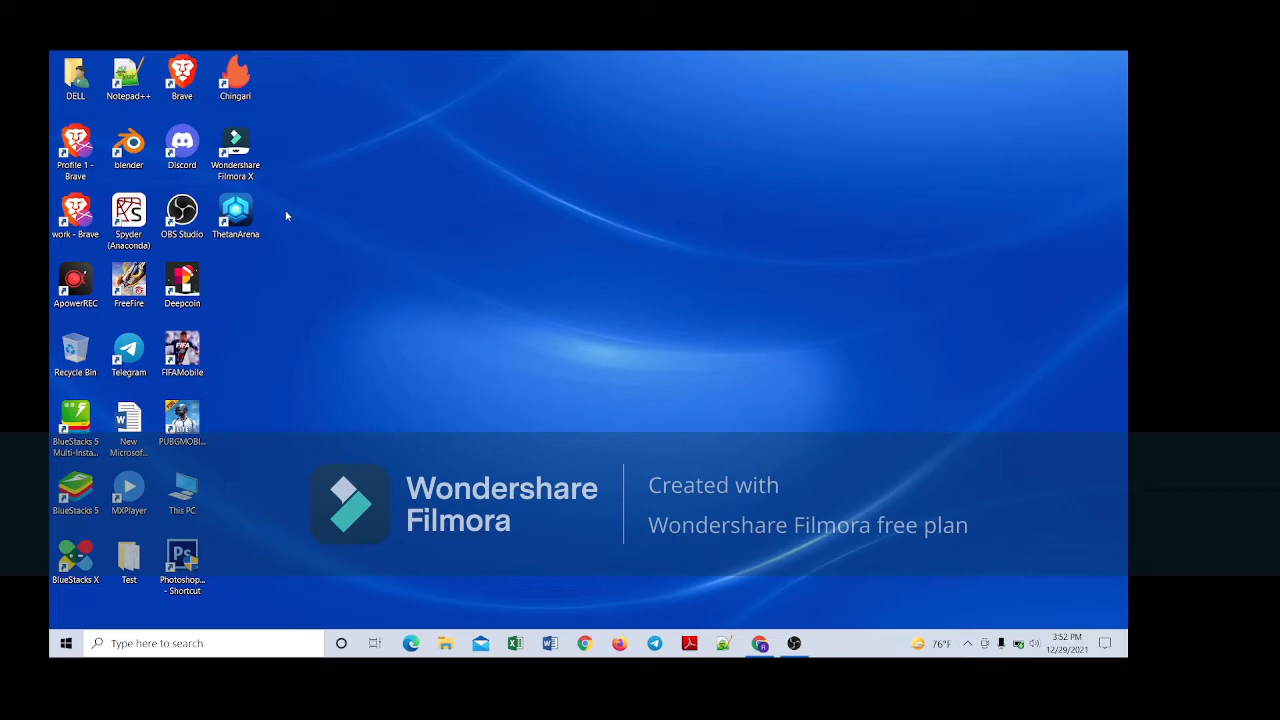 DELL
Notepad++
Brave
Chingari
Profile 1 -
Brave
blender
Discord
Wondershare
Filmora X
work - Brave
Spyder
(Anaconda)
OBS Studio
ThetanArena
ApowerREC
FreeFire
Deepcoin
Recycle Bin
Telegram
FIFAMobile
BlueStacks 5
Multi-Insta...
New
Microsof...
PUBGMOBI...
BlueStacks 5
MXPlayer
This PC
BlueStacks X
Test
Photoshop...
- Shortcut
Wondershare
Filmora
Created with
Wondershare Filmora free plan
Type here to search
76°F
3:52 PM
12/29/2021